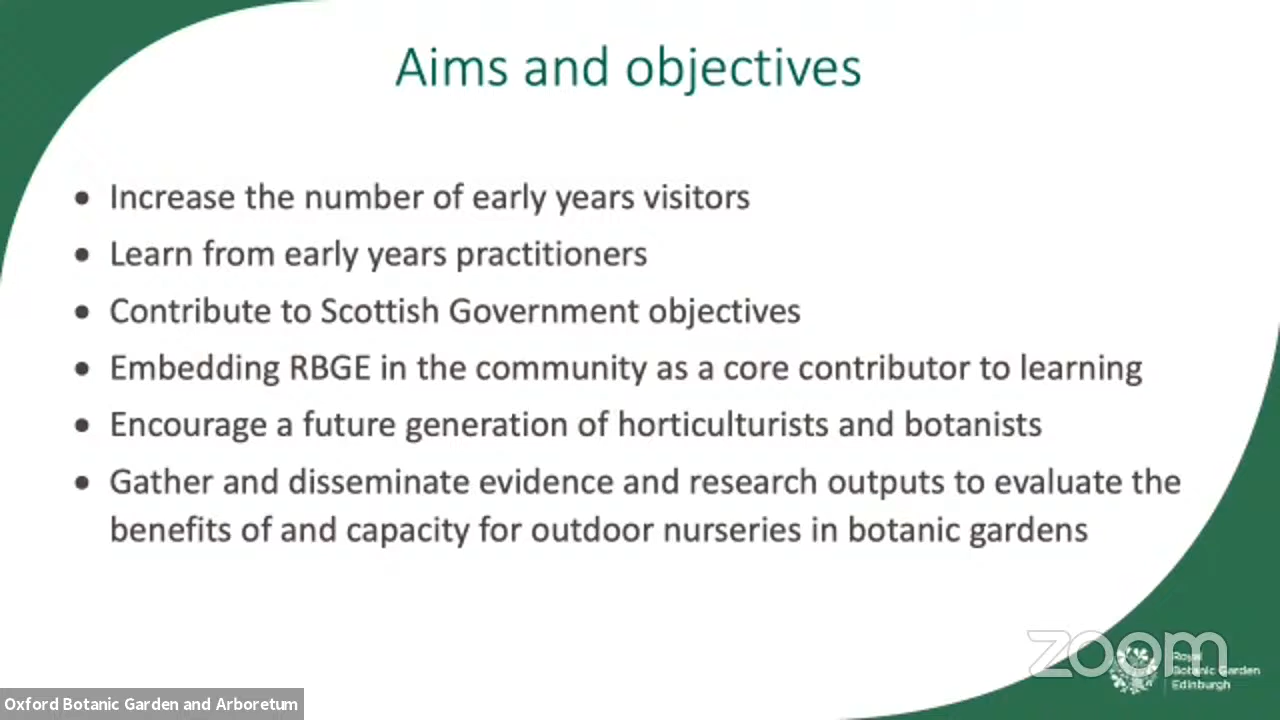 Aims and objectives
• Increase the number of early years visitors
• Learn from early years practitioners
• Contribute to Scottish Government objectives
• Embedding RBGE in the community as a core contributor to learning
• Encourage a future generation of horticulturists and botanists
• Gather and disseminate evidence and research outputs to evaluate the
benefits of and capacity for outdoor nurseries in botanic gardens
zoom
Royal
Botanic Garden
Edinburgh
Oxford Botanic Garden and Arboretum